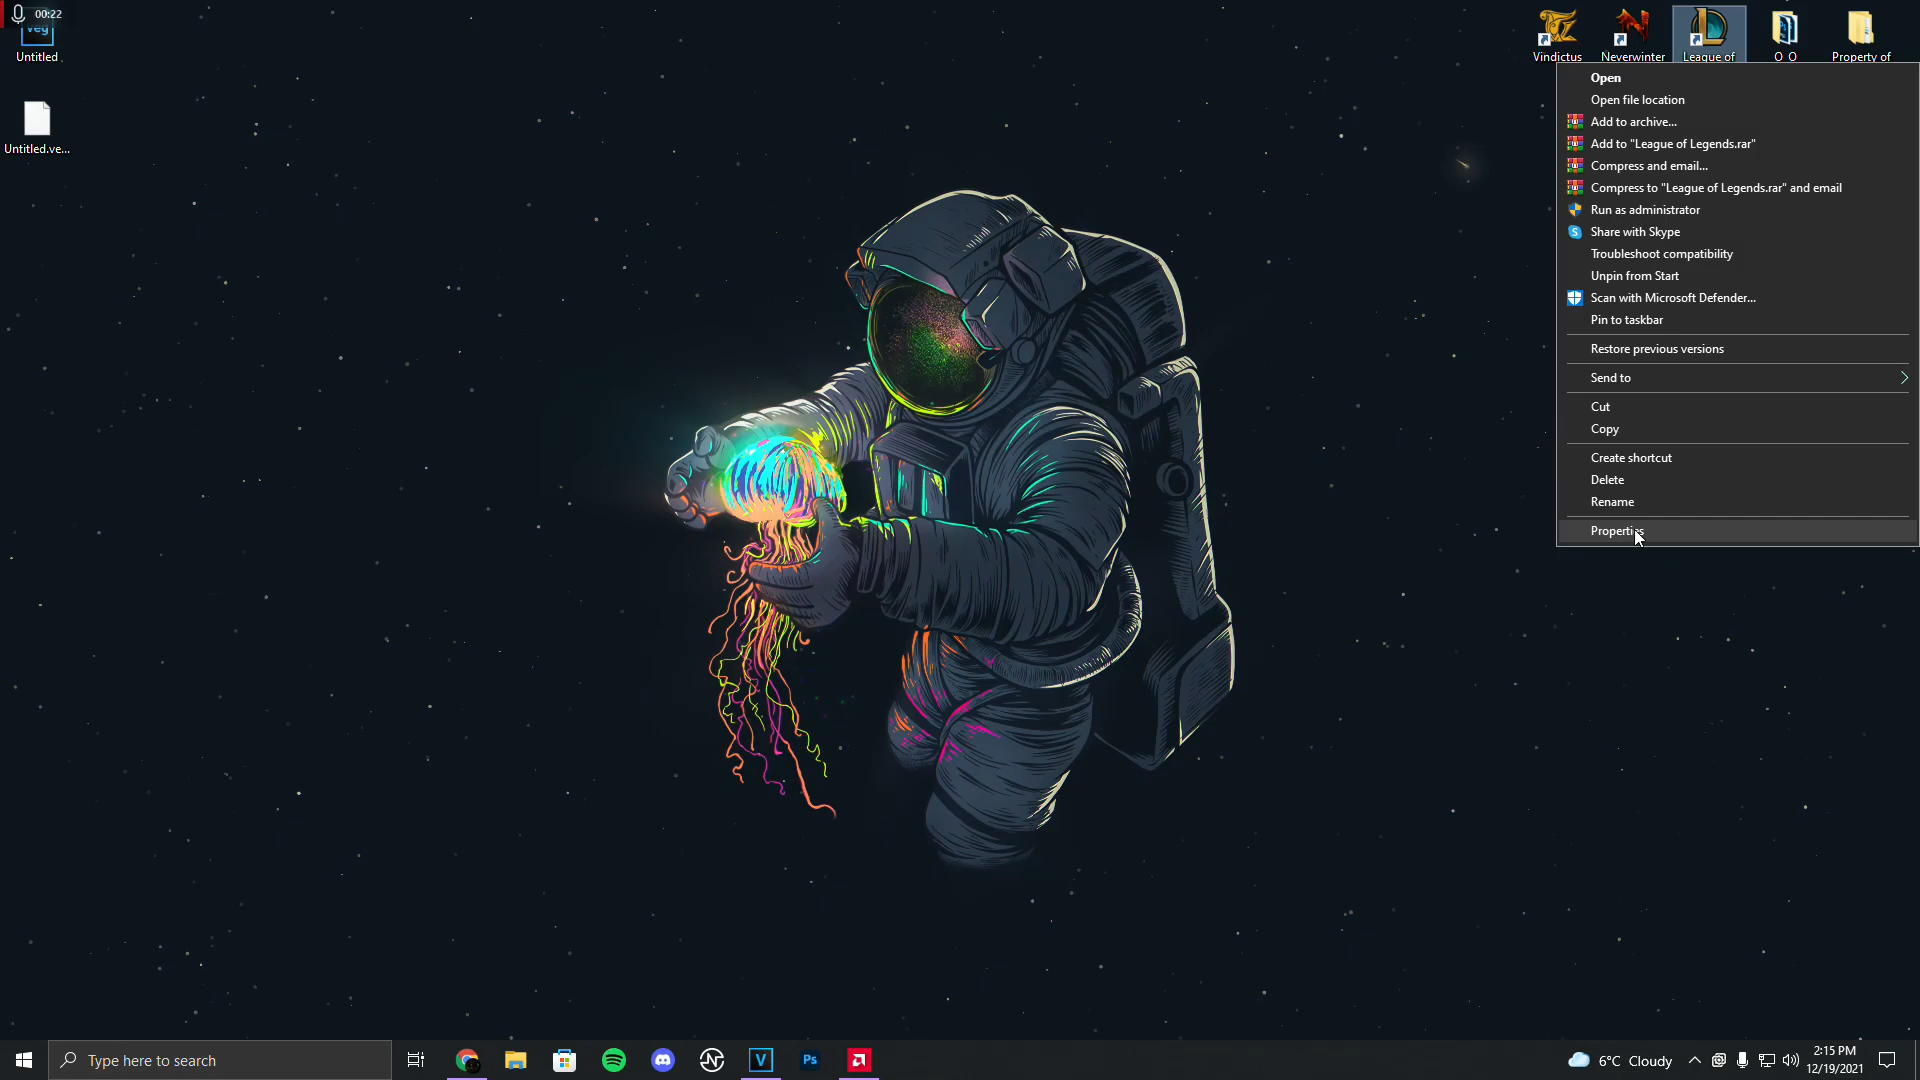 00:22
veg
Untitled
Untitled.ve...
Vindictus
Neverwinter
League of
O_O
Property of
Open
Open file location
Add to archive...
Add to "League of Legends.rar"
Compress and email...
Compress to "League of Legends.rar" and email
Run as administrator
Share with Skype
Troubleshoot compatibility
Unpin from Start
Scan with Microsoft Defender...
Pin to taskbar
Restore previous versions
Send to
Cut
Copy
Create shortcut
Delete
Rename
Properties
Type here to search
V
Ps
6°C Cloudy
2:15 PM
12/19/2021